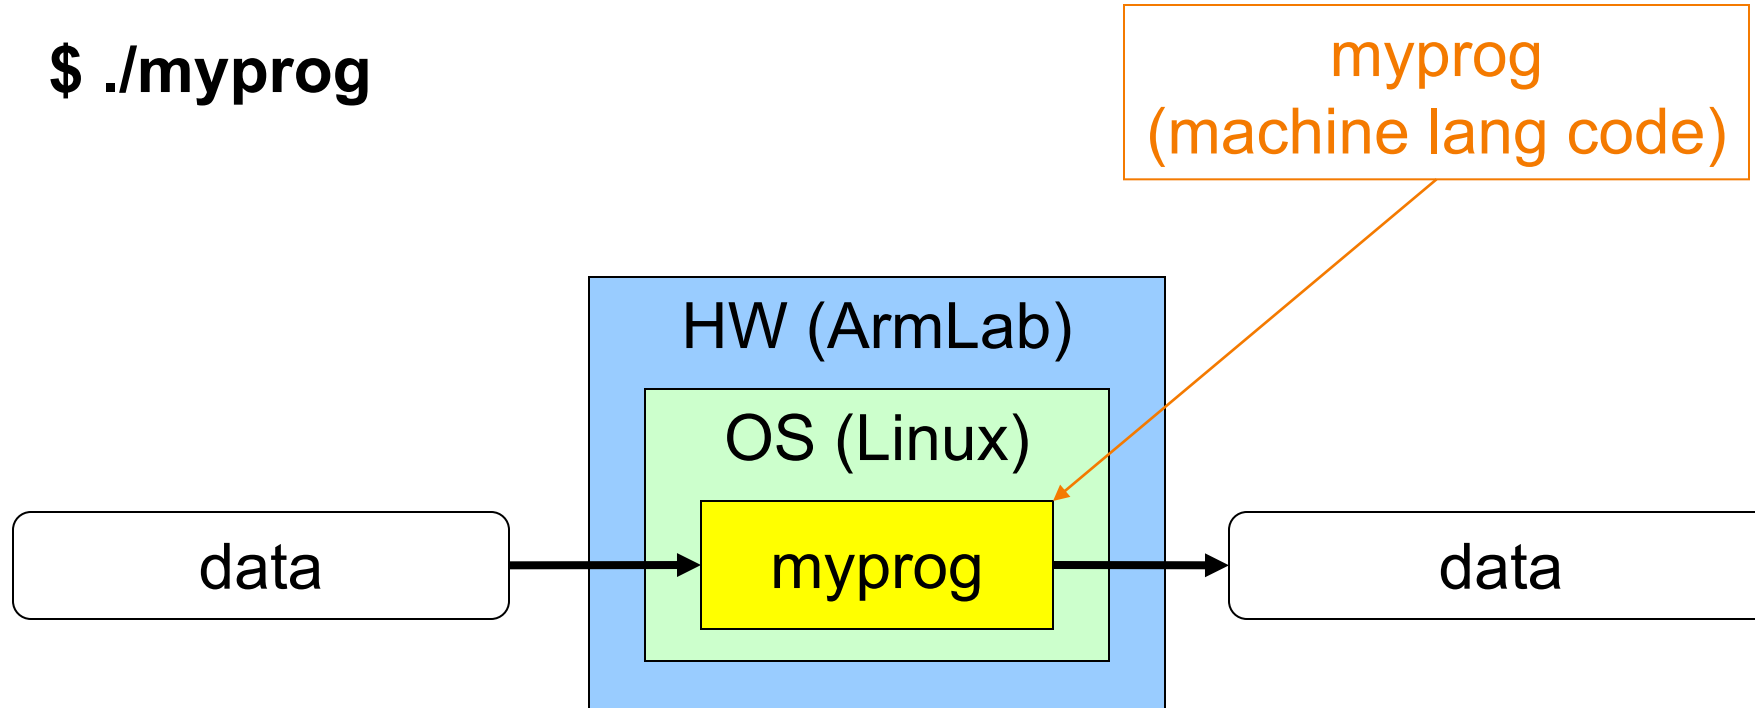 $ ./myprog
myprog
(machine lang code)
HW (ArmLab)
OS (Linux)
data
myprog
data